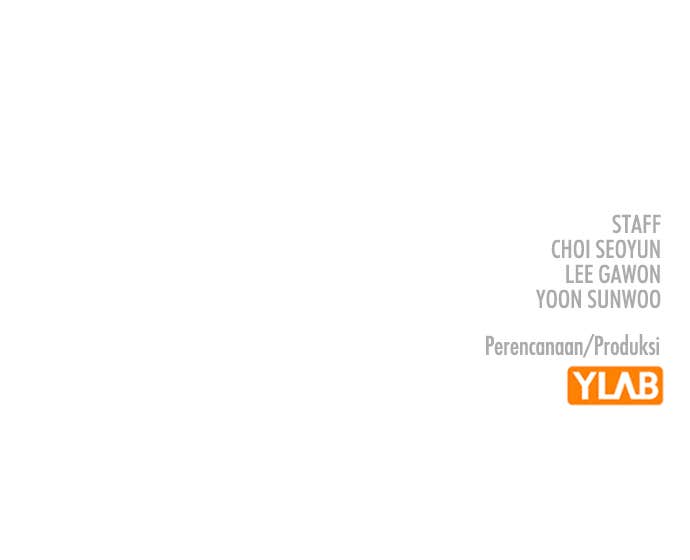 STAFF
CHOI SEOYUN
LEE GAWON
YOON SUNWOO
Perencanaan/Produksi
YLAB